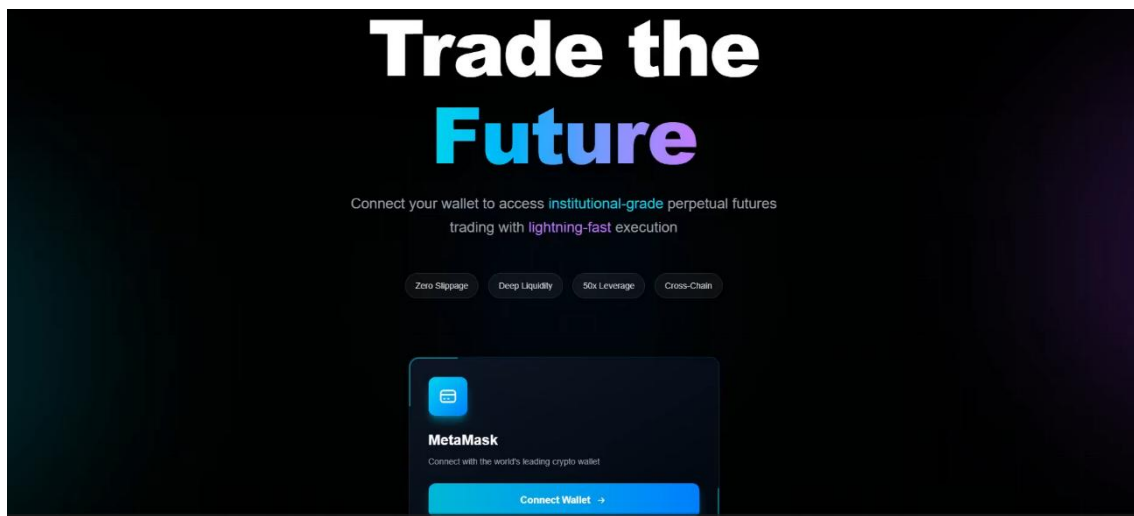 Trade the
Future
Connect your wallet to access institutional-grade perpetual futures
trading with lightning-fast execution
Zero Slippage Deep Liquidity 50x Leverage Cross-Chain
MetaMask
Connect with the world's leading crypto wallet
Connect Wallet →